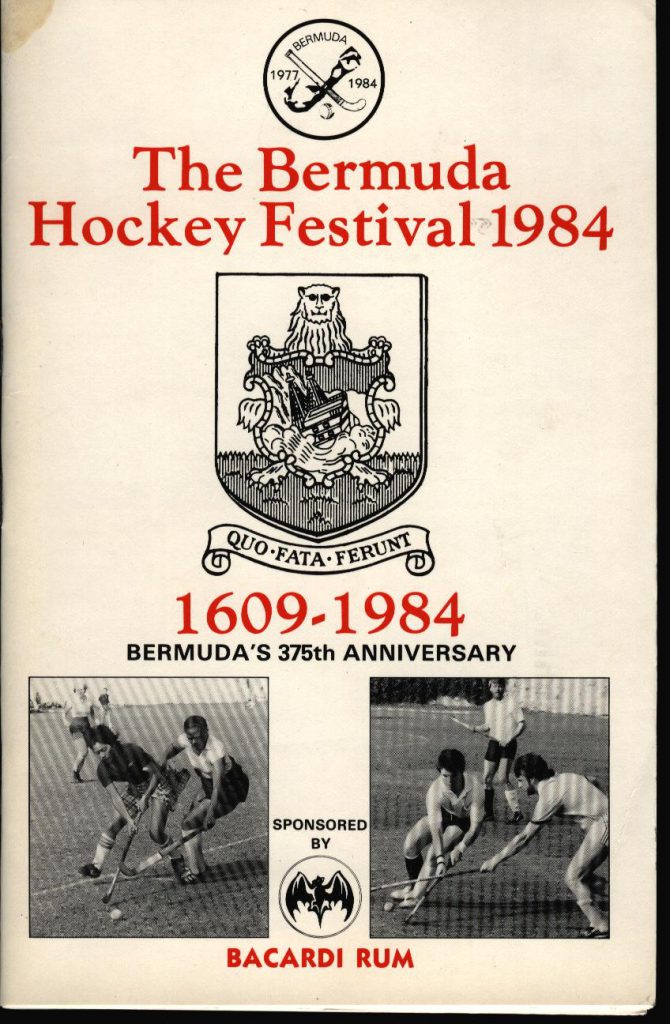 BERMUDA
1977 1984
The Bermuda
Hockey Festival 1984
QUO·FATA·FERUNT
1609-1984
BERMUDA'S 375th ANNIVERSARY
SPONSORED
BY
BACARDI RUM